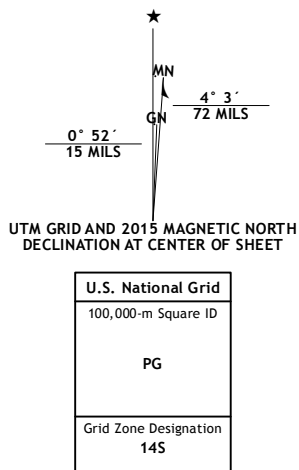 ★
MN
GN
4° 3´
72 MILS
0° 52´
15 MILS
UTM GRID AND 2015 MAGNETIC NORTH
DECLINATION AT CENTER OF SHEET
U.S. National Grid
100,000-m Square ID
PG
Grid Zone Designation
14S